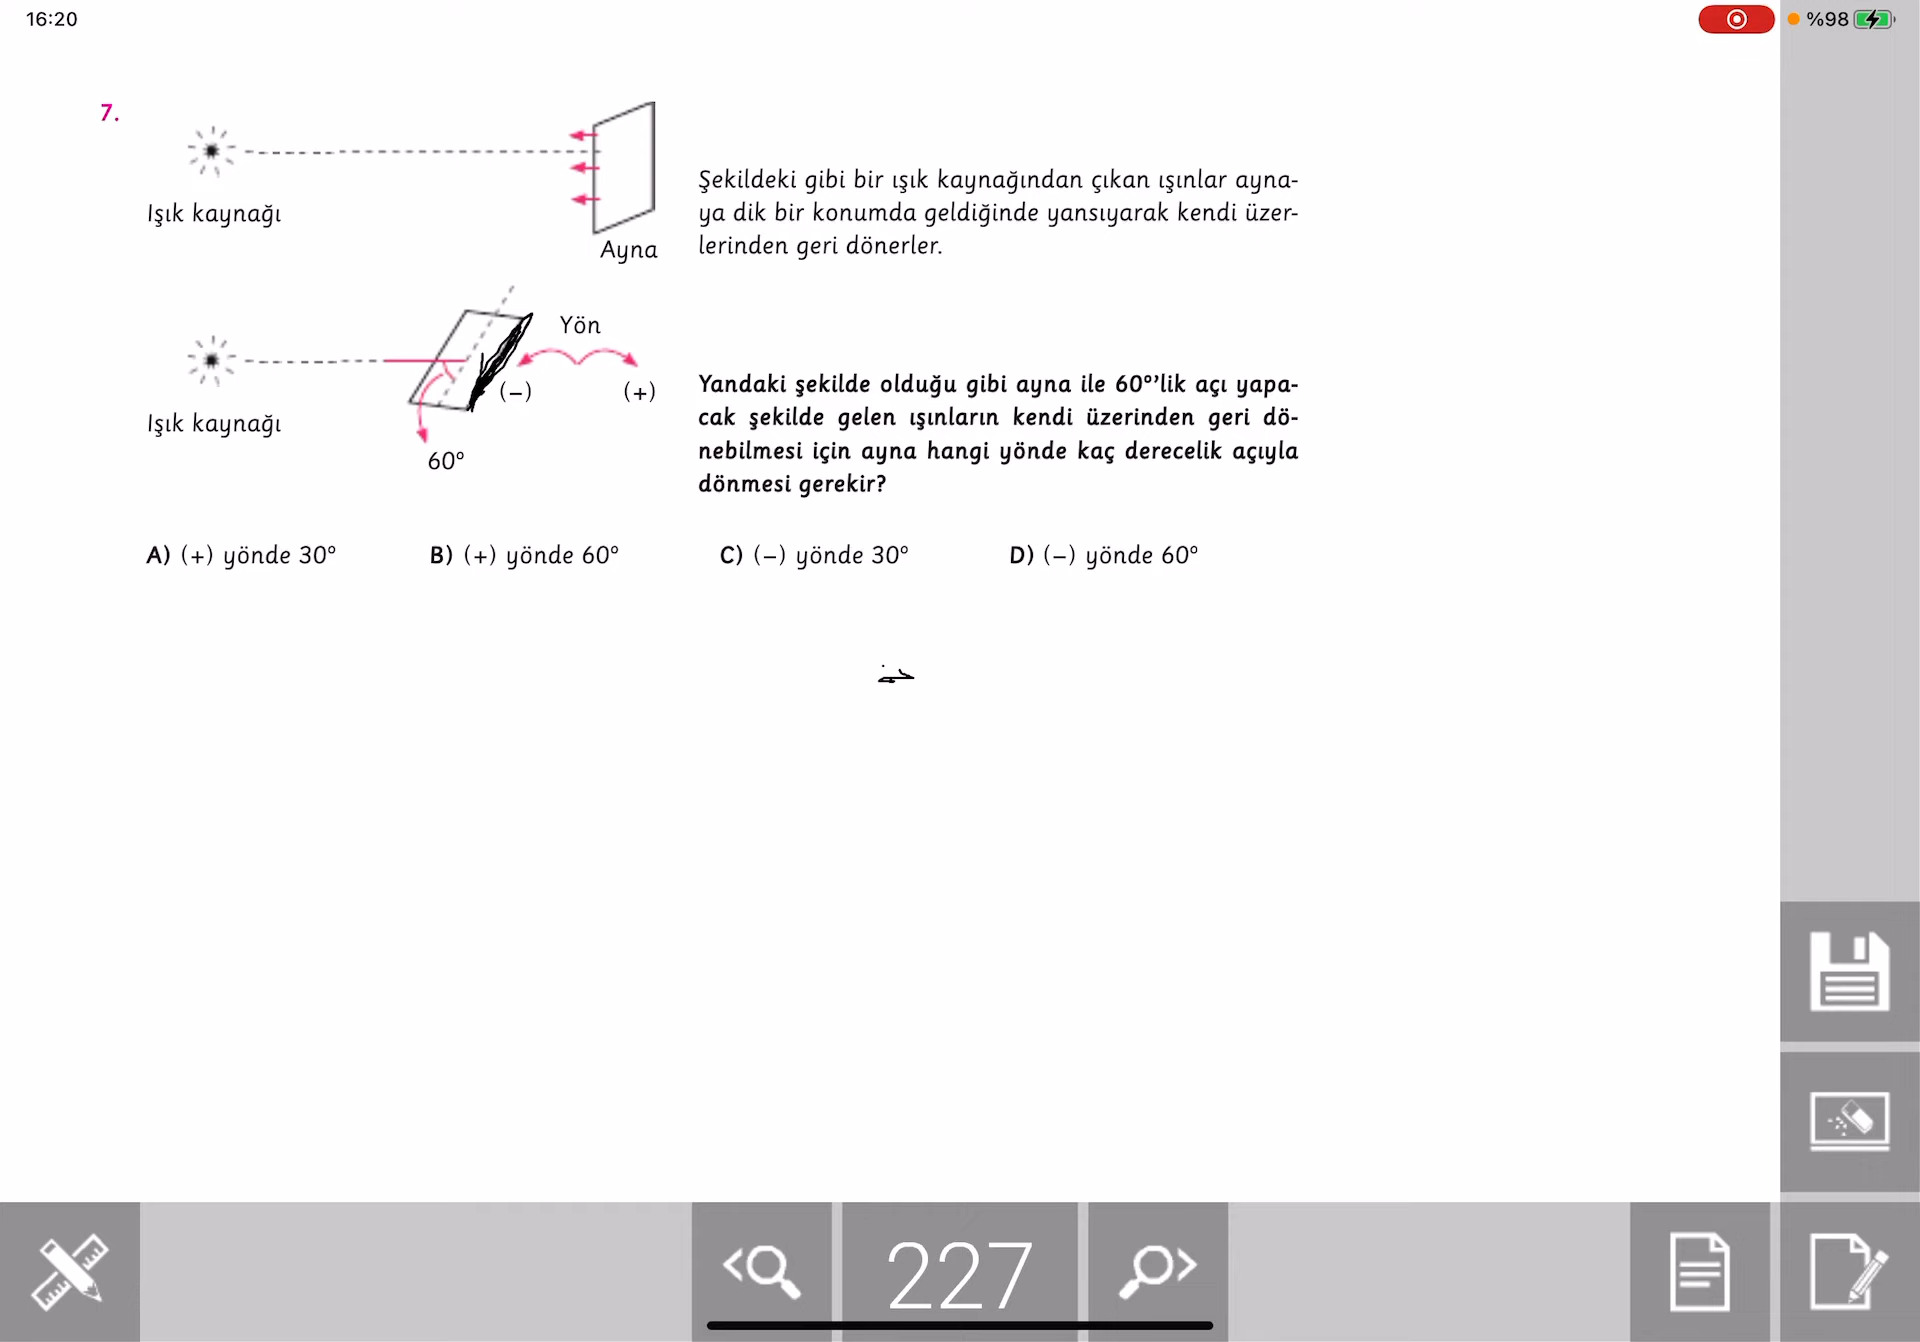 16:20
%98
7.
Işık kaynağı
Ayna
Şekildeki gibi bir ışık kaynağından çıkan ışınlar ayna-
ya dik bir konumda geldiğinde yansıyarak kendi üzer-
lerinden geri dönerler.
Yön
(–)
(+)
Işık kaynağı
60°
Yandaki şekilde olduğu gibi ayna ile 60°’lik açı yapa-
cak şekilde gelen ışınların kendi üzerinden geri dö-
nebilmesi için ayna hangi yönde kaç derecelik açıyla
dönmesi gerekir?
A) (+) yönde 30°
B) (+) yönde 60°
C) (–) yönde 30°
D) (–) yönde 60°
227